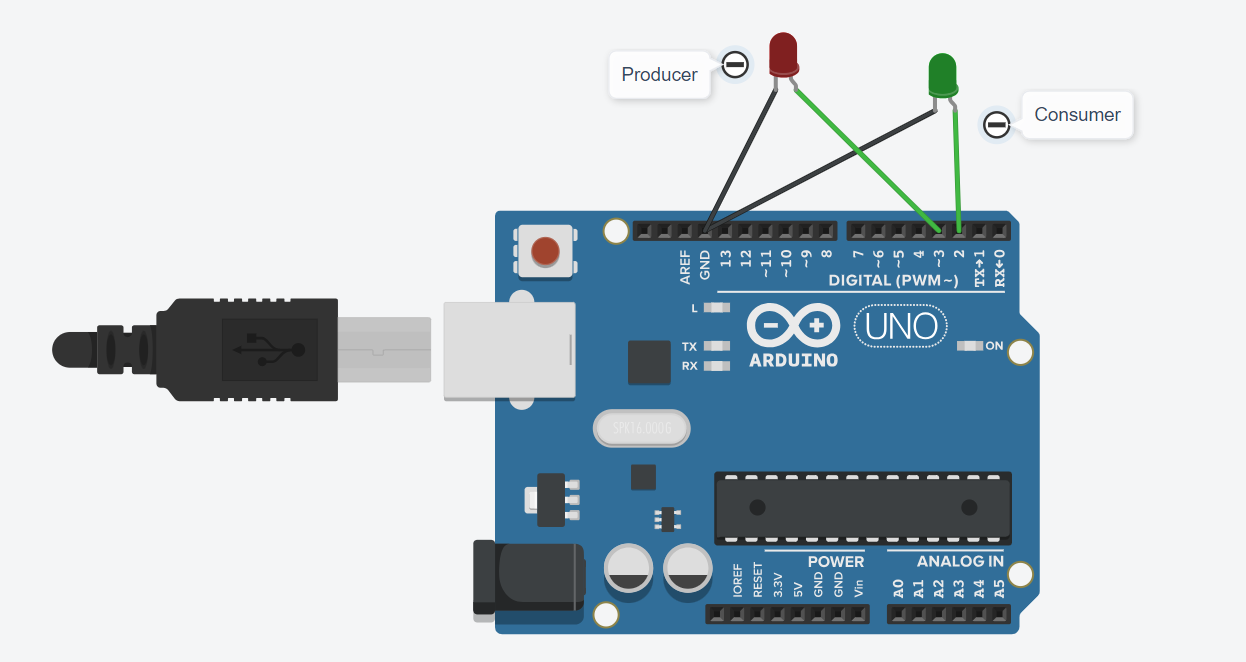 Producer
Consumer
AREF
GND
13
12
~11
~10
~9
8
7
~6
~5
4
~3
2
TX→1
RX←0
DIGITAL (PWM~)
L
TX
RX
ARDUINO
UNO
ON
SPK16.000G
POWER
ANALOG IN
IOREF
RESET
3.3V
5V
GND
GND
Vin
A0
A1
A2
A3
A4
A5